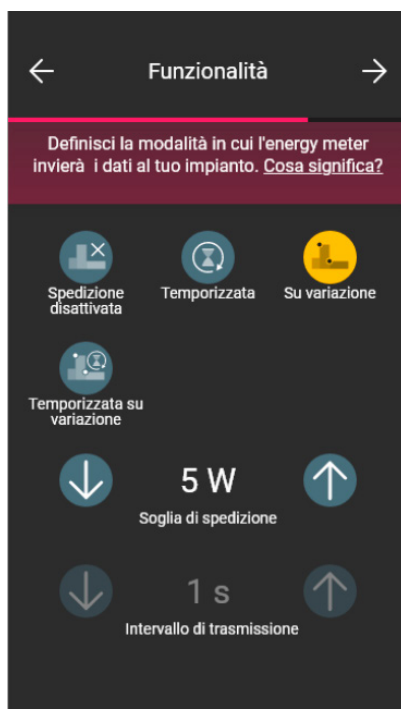 Funzionalità
Definisci la modalità in cui l'energy meter
invierà i dati al tuo impianto. Cosa significa?
Spedizione
disattivata
Temporizzata
Su variazione
Temporizzata su
variazione
5 W
Soglia di spedizione
1 s
Intervallo di trasmissione